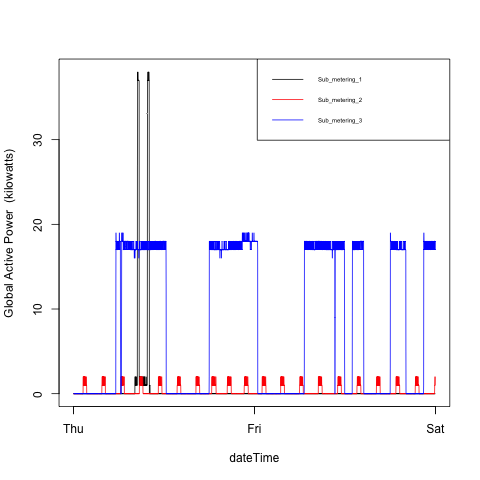 Sub_metering_1
Sub_metering_2
Sub_metering_3
Global Active Power (kilowatts)
30
20
10
0
Thu Fri Sat
dateTime